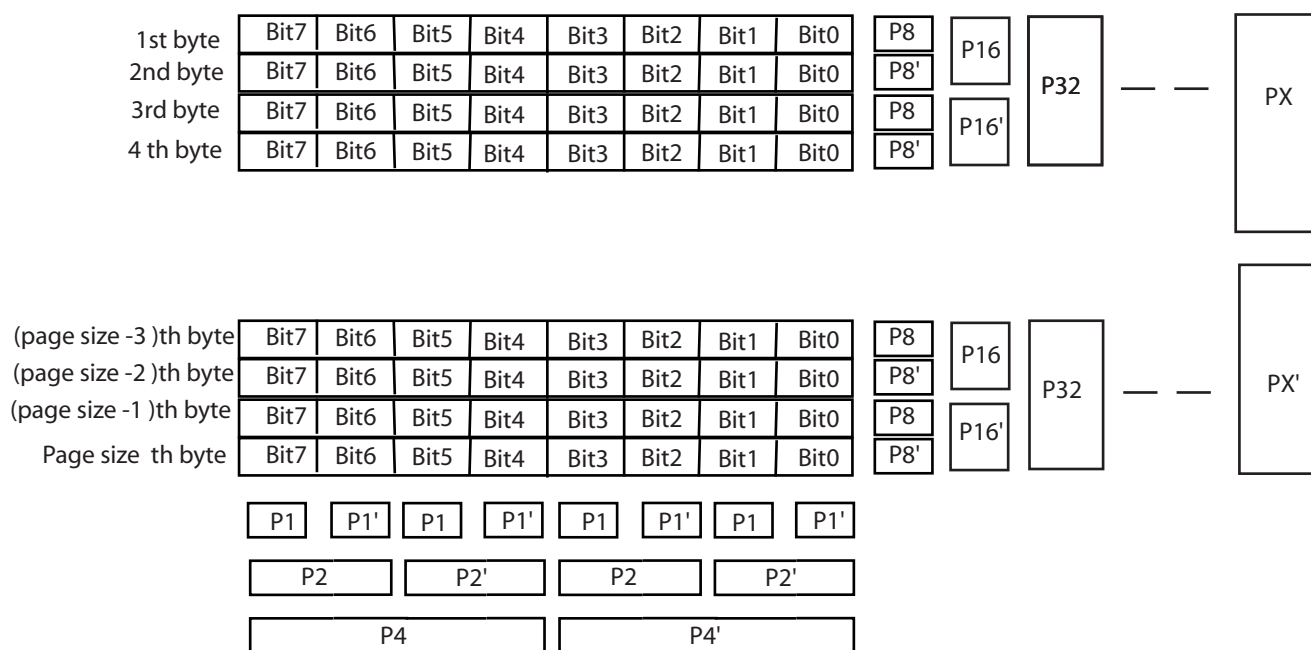 1st byte Bit7 Bit6 Bit5 Bit4 Bit3 Bit2 Bit1 Bit0 P8
2nd byte Bit7 Bit6 Bit5 Bit4 Bit3 Bit2 Bit1 Bit0 P8'
3rd byte Bit7 Bit6 Bit5 Bit4 Bit3 Bit2 Bit1 Bit0 P8
4 th byte Bit7 Bit6 Bit5 Bit4 Bit3 Bit2 Bit1 Bit0 P8'
P16
P16'
P32
PX
(page size -3 )th byte Bit7 Bit6 Bit5 Bit4 Bit3 Bit2 Bit1 Bit0 P8
(page size -2 )th byte Bit7 Bit6 Bit5 Bit4 Bit3 Bit2 Bit1 Bit0 P8'
(page size -1 )th byte Bit7 Bit6 Bit5 Bit4 Bit3 Bit2 Bit1 Bit0 P8
Page size th byte Bit7 Bit6 Bit5 Bit4 Bit3 Bit2 Bit1 Bit0 P8'
P16
P16'
P32
PX'
P1 P1' P1 P1' P1 P1' P1 P1'
P2 P2' P2 P2'
P4 P4'